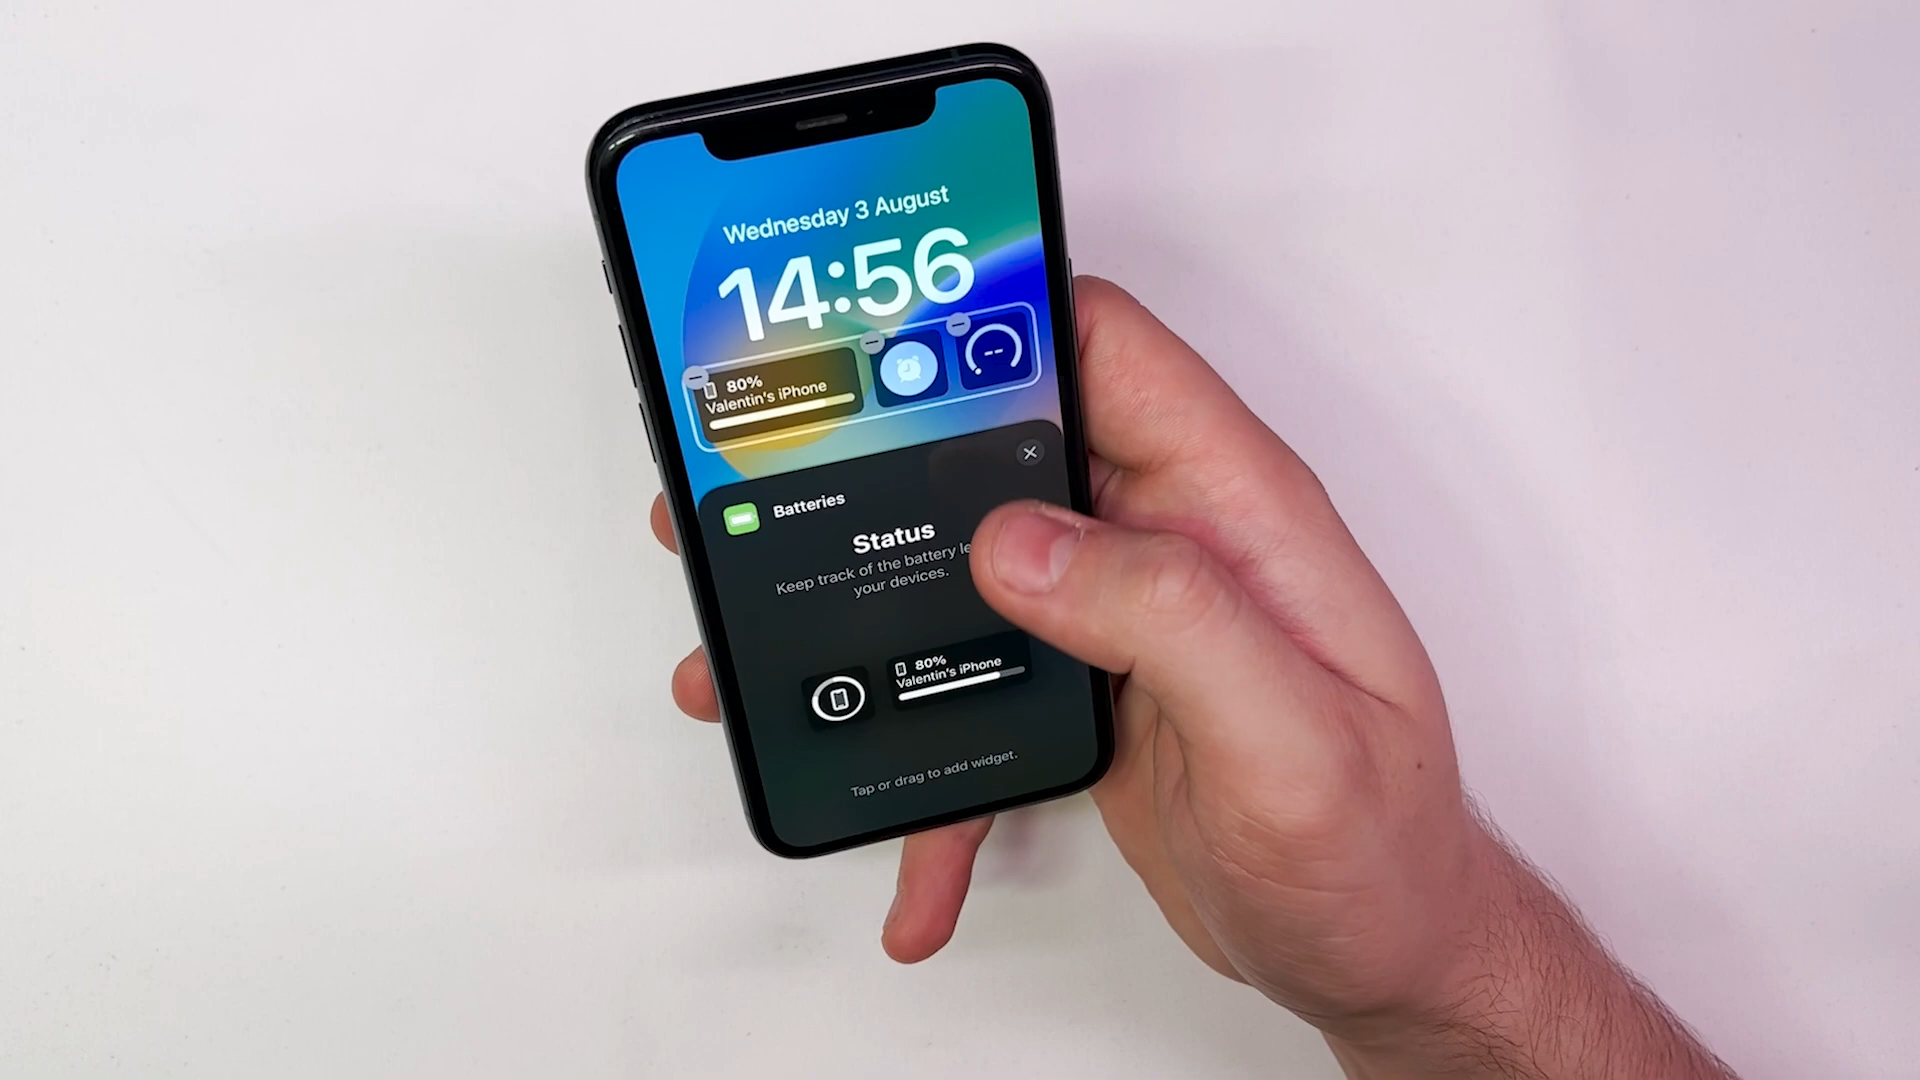 Wednesday 3 August
14:56
80%
Valentin's iPhone
--
Batteries
Status
Keep track of the battery
your devices.
80%
Valentin's iPhone
Tap or drag to add widget.